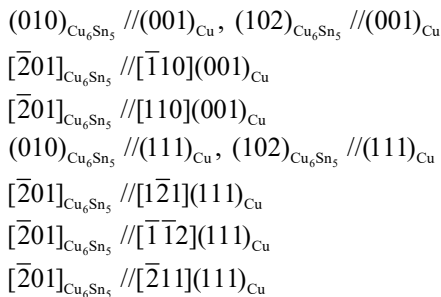 (010)_{Cu₆Sn₅} //(001)_{Cu}, (102)_{Cu₆Sn₅} //(001)_{Cu}
[2̅01]_{Cu₆Sn₅} //[1̅10](001)_{Cu}
[2̅01]_{Cu₆Sn₅} //[110](001)_{Cu}
(010)_{Cu₆Sn₅} //(111)_{Cu}, (102)_{Cu₆Sn₅} //(111)_{Cu}
[2̅01]_{Cu₆Sn₅} //[12̅1](111)_{Cu}
[2̅01]_{Cu₆Sn₅} //[1̅ 1̅2](111)_{Cu}
[2̅01]_{Cu₆Sn₅} //[2̅11](111)_{Cu}